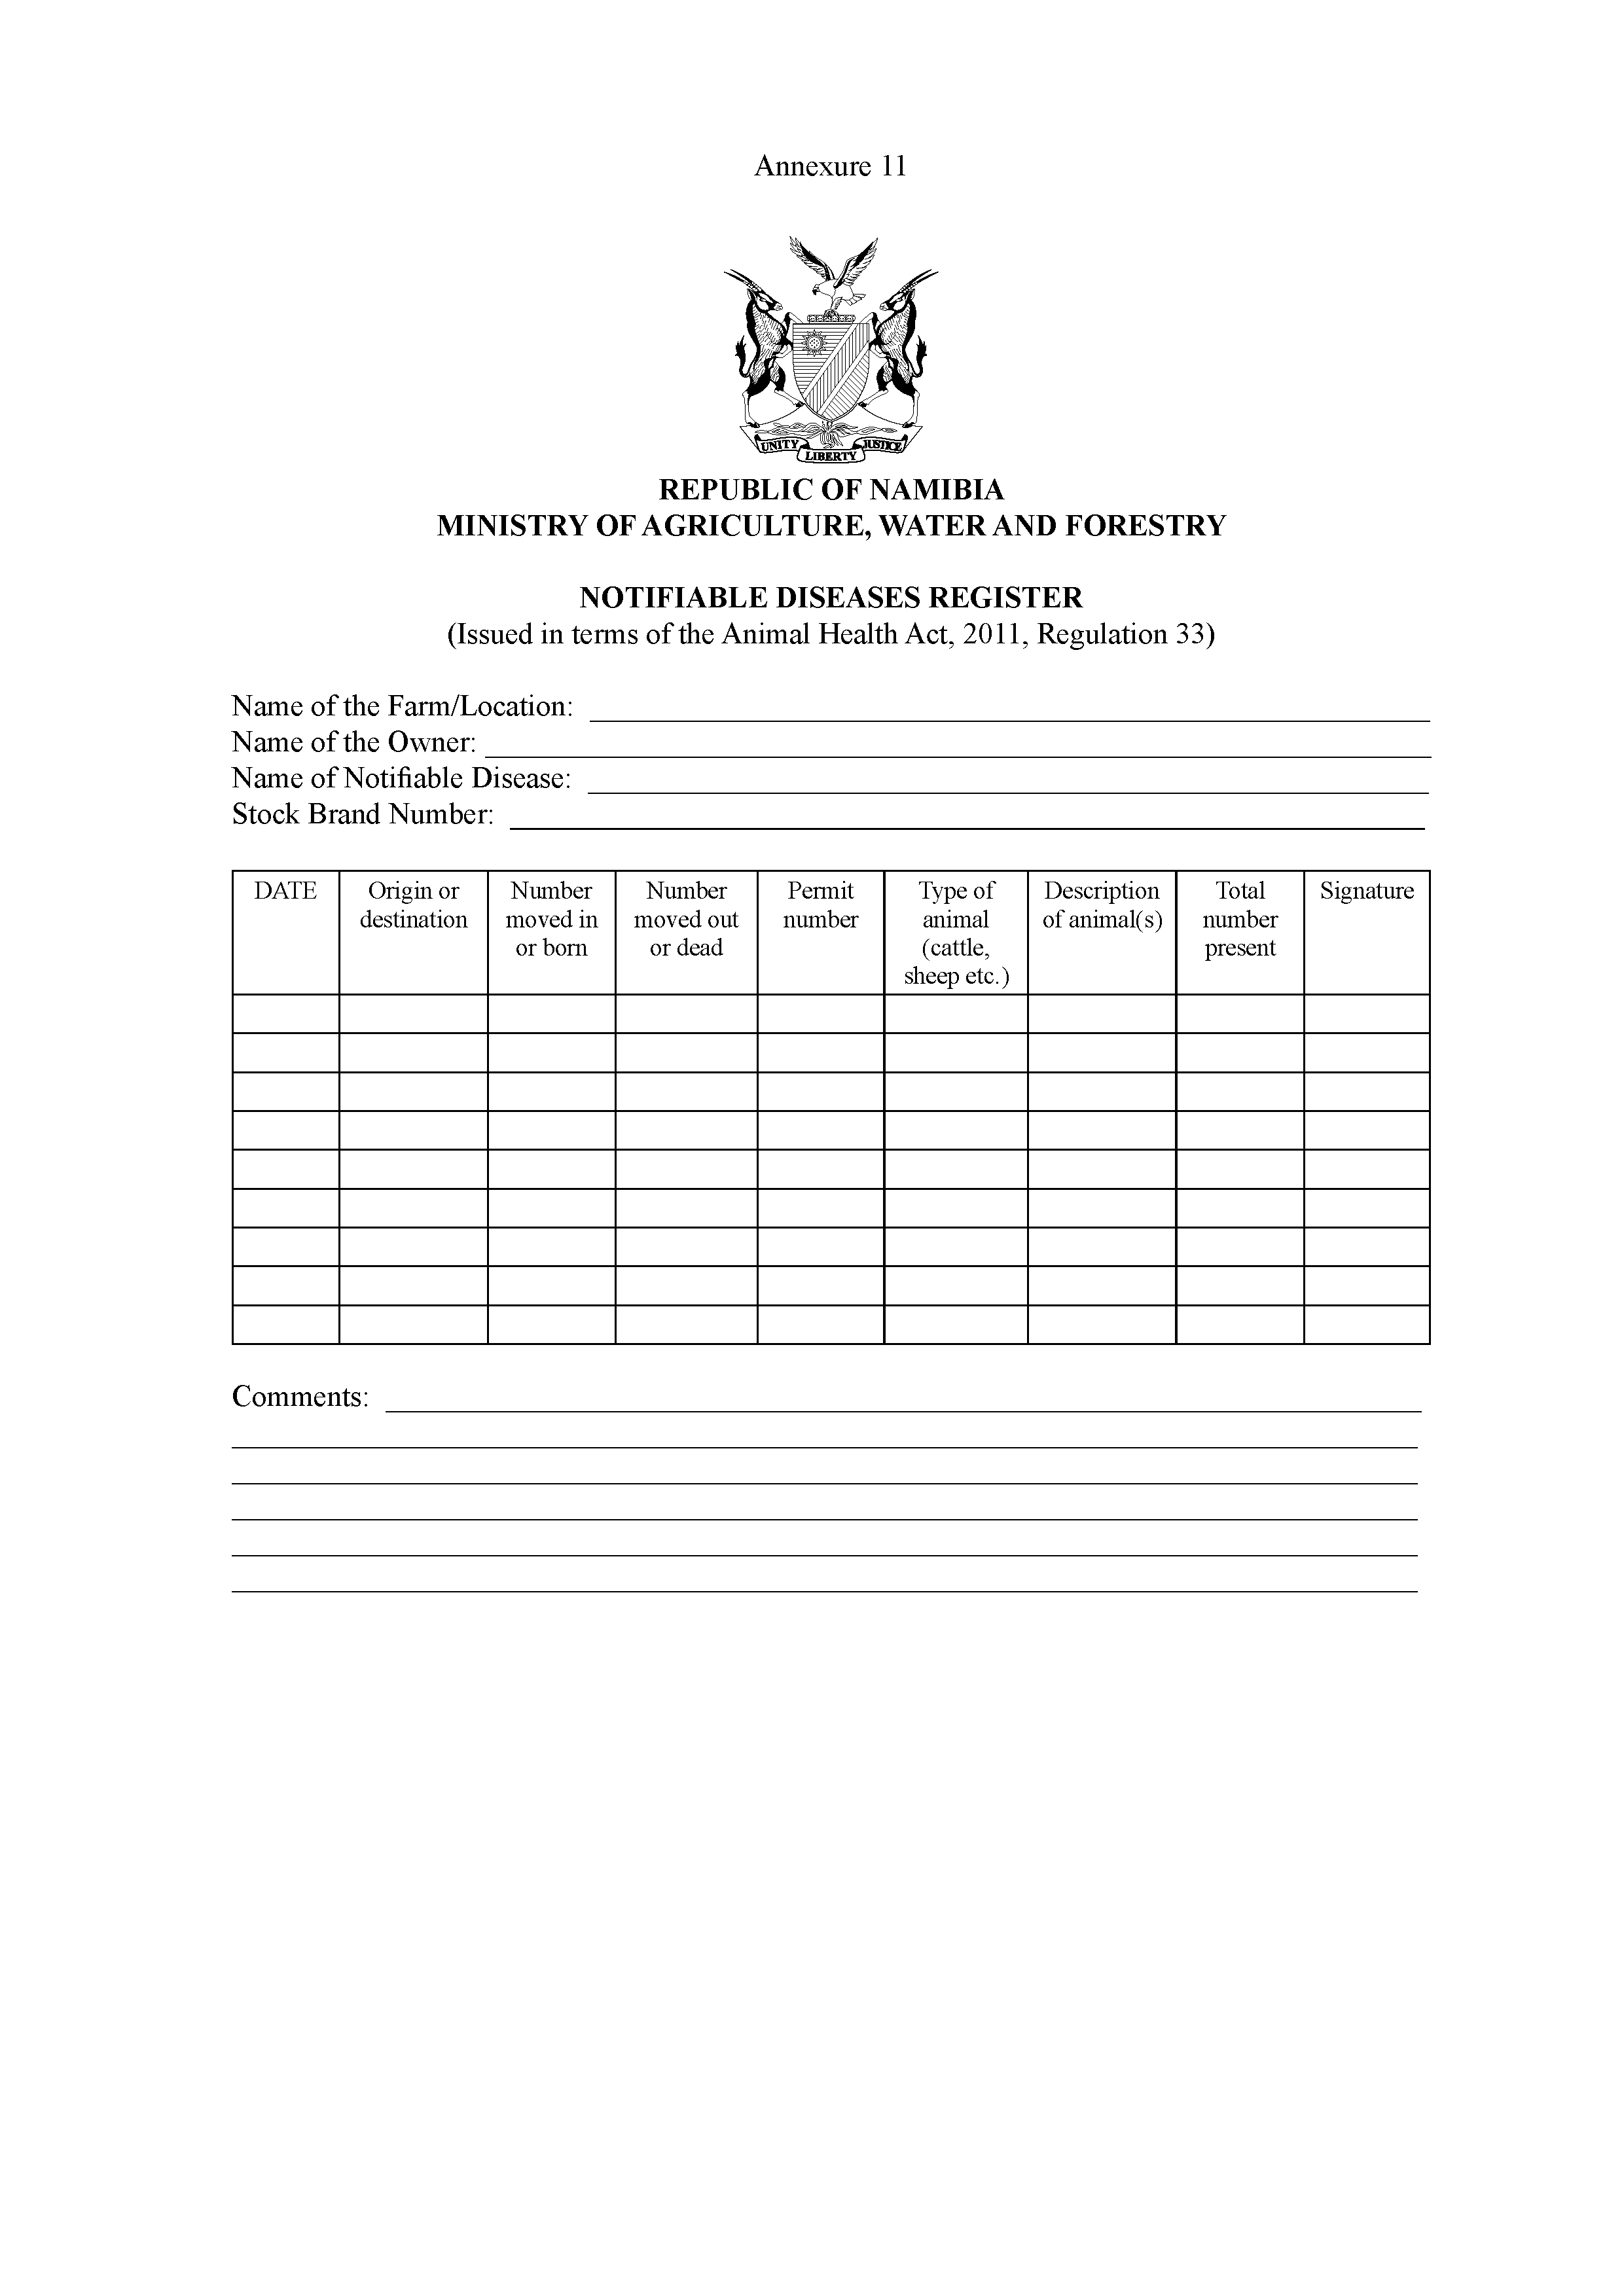 Annexure 11
UNITY LIBERTY JUSTICE
REPUBLIC OF NAMIBIA
MINISTRY OF AGRICULTURE, WATER AND FORESTRY
NOTIFIABLE DISEASES REGISTER
(Issued in terms of the Animal Health Act, 2011, Regulation 33)
Name of the Farm/Location:
Name of the Owner:
Name of Notifiable Disease:
Stock Brand Number:
DATE Origin or Number Number Permit Type of Description Total Signature
destination moved in moved out number animal of animal(s) number
or born or dead (cattle, present
sheep etc.)
Comments: